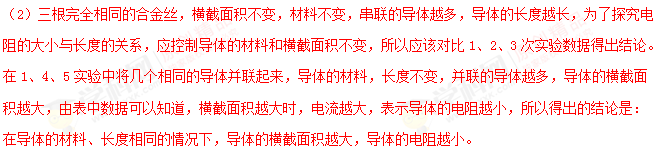 （2）三根完全相同的合金丝，横截面积不变，材料不变，串联的导体越多，导体的长度越长，为了探究电
阻的大小与长度的关系，应控制导体的材料和横截面积不变，所以应该对比 1、2、3 次实验数据得出结论。
在 1、4、5 实验中将几个相同的导体并联起来，导体的材料，长度不变，并联的导体越多，导体的横截面
积越大，由表中数据可以知道，横截面积越大时，电流越大，表示导体的电阻越小，所以得出的结论是：
在导体的材料、长度相同的情况下，导体的横截面积越大，导体的电阻越小。